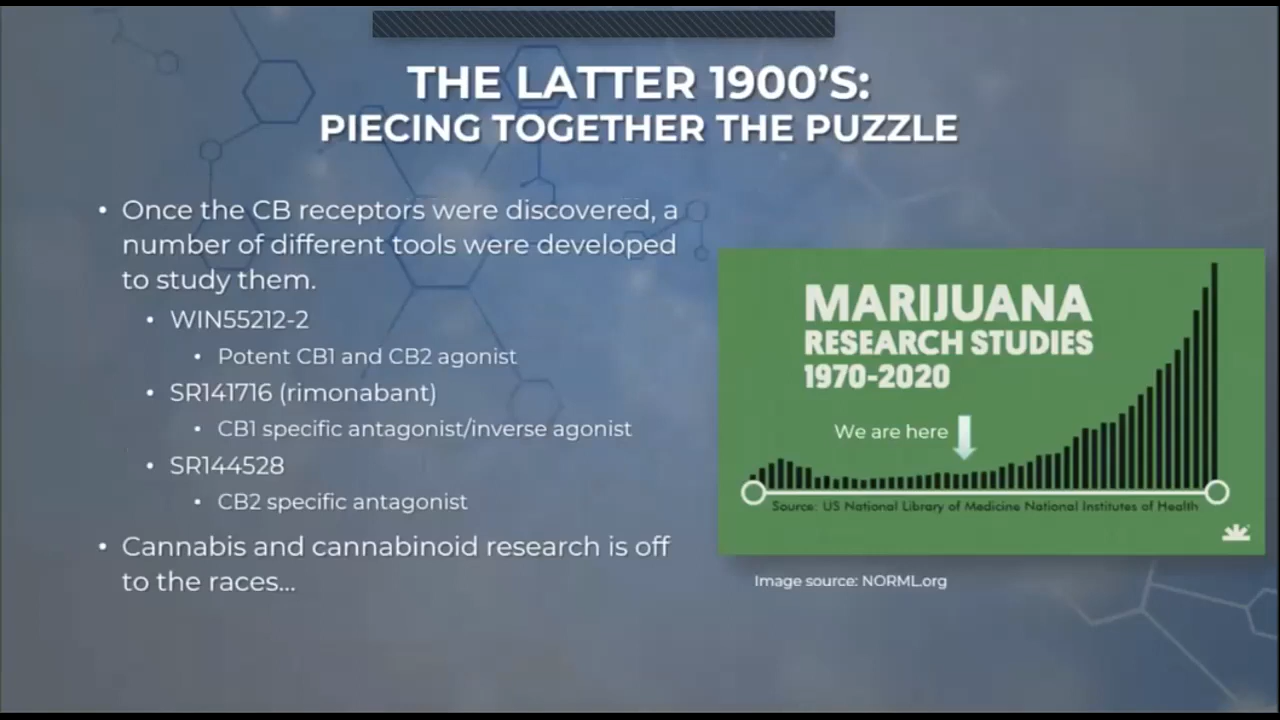 THE LATTER 1900'S:
PIECING TOGETHER THE PUZZLE
• Once the CB receptors were discovered, a
number of different tools were developed
to study them.
• WIN55212-2
• Potent CB1 and CB2 agonist
• SR141716 (rimonabant)
• CB1 specific antagonist/inverse agonist
• SR144528
• CB2 specific antagonist
• Cannabis and cannabinoid research is off
to the races...
MARIJUANA
RESEARCH STUDIES
1970-2020
We are here
Source: US National Library of Medicine National Institutes of Health
Image source: NORML.org